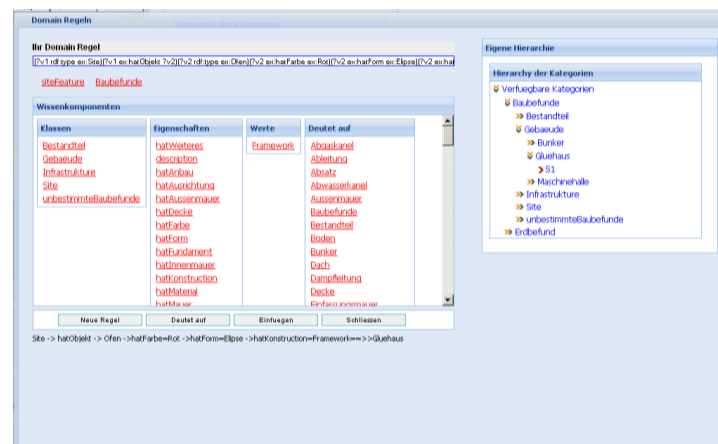 Domain Regeln
Ihr Domain Regel
(?v1 rdf:type ex:Site)(?v1 ex:hatObjekt ?v2)(?v2 rdf:type ex:Ofen)(?v2 ex:hatFarbe ex:Rot)(?v2 ex:hatForm ex:Elipse)(?v2 ex:hat
siteFeature Baubefunde
Wissenkomponenten
Klassen
Bestandteil
Gebaeude
Infrastrukture
Site
unbestimmteBaubefunde
Eigenschaften
hatWeiteres
description
hatAnbau
hatAusrichtung
hatAussenmauer
hatDecke
hatFarbe
hatForm
hatFundament
hatInnenmauer
hatKonstruction
hatMaterial
hatMauer
Werte
Framework
Deutet auf
Abgaskanel
Ableitung
Absatz
Abwasserkanel
Aussenmauer
Baubefunde
Bestandteil
Boden
Bunker
Dach
Dampfleitung
Decke
Einfassungsmauer
Neue Regel Deutet auf Einfuegen Schliessen
Site -> hatObjekt -> Ofen ->hatFarbe=Rot ->hatForm=Elipse ->hatKonstruction=Framework==>>Gluehaus
Eigene Hierarchie
Hierarchy der Kategorien
Verfuegbare Kategorien
Baubefunde
Bestandteil
Gebaeude
Bunker
Gluehaus
S1
Maschinehalle
Infrastrukture
Site
unbestimmteBaubefunde
Erdbefund